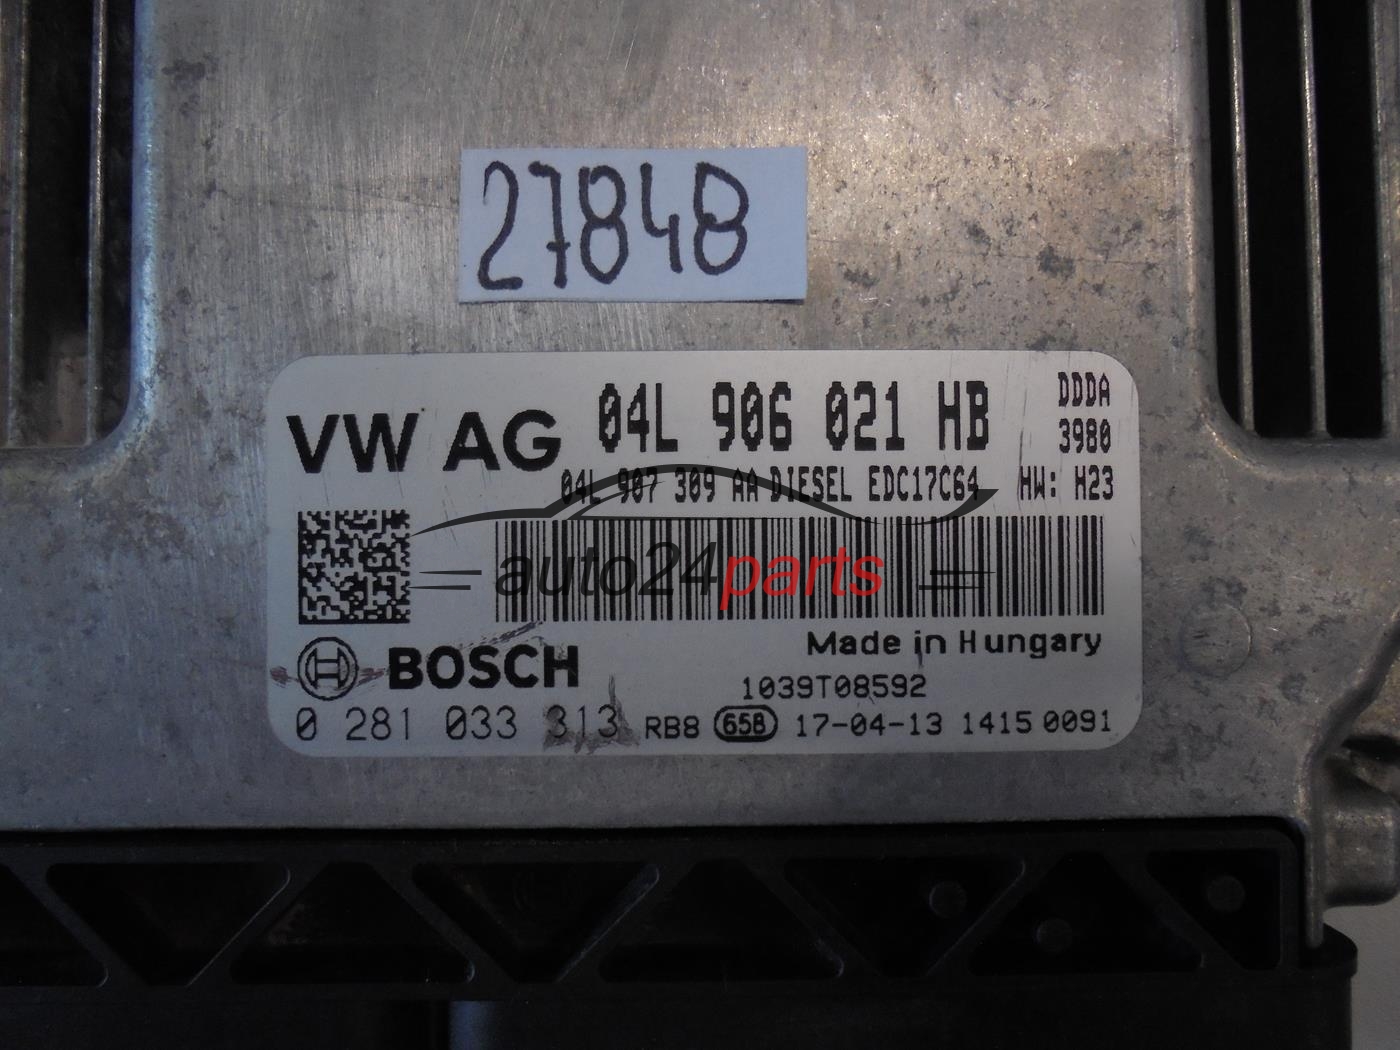 27848
VW AG 04L 906 021 HB DDDA
3980
04L 907 309 AA DIESEL EDC17C64 HW: H23
auto24parts
Made in Hungary
BOSCH
1039T08592
0 281 033 313 RB8 658 17-04-13 1415 0091